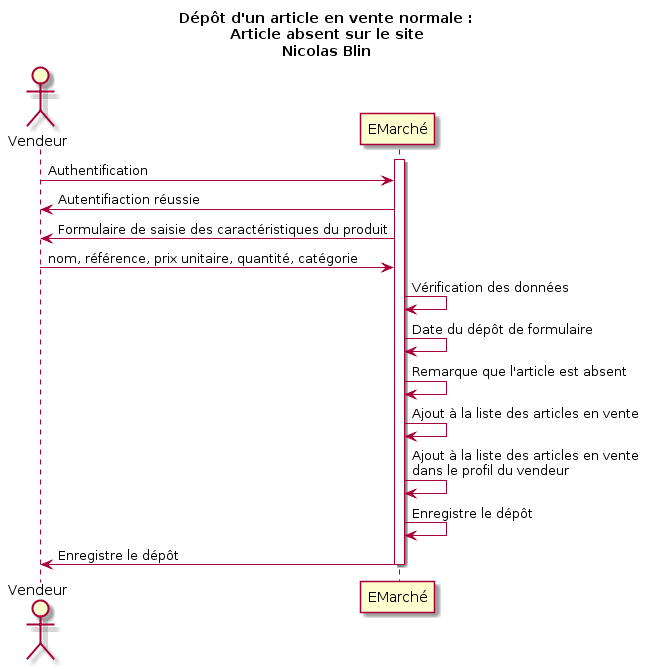 Dépôt d'un article en vente normale :
Article absent sur le site
Nicolas Blin
Vendeur
EMarché
Authentification
Autentifiaction réussie
Formulaire de saisie des caractéristiques du produit
nom, référence, prix unitaire, quantité, catégorie
Vérification des données
Date du dépôt de formulaire
Remarque que l'article est absent
Ajout à la liste des articles en vente
Ajout à la liste des articles en vente
dans le profil du vendeur
Enregistre le dépôt
Enregistre le dépôt
Vendeur
EMarché